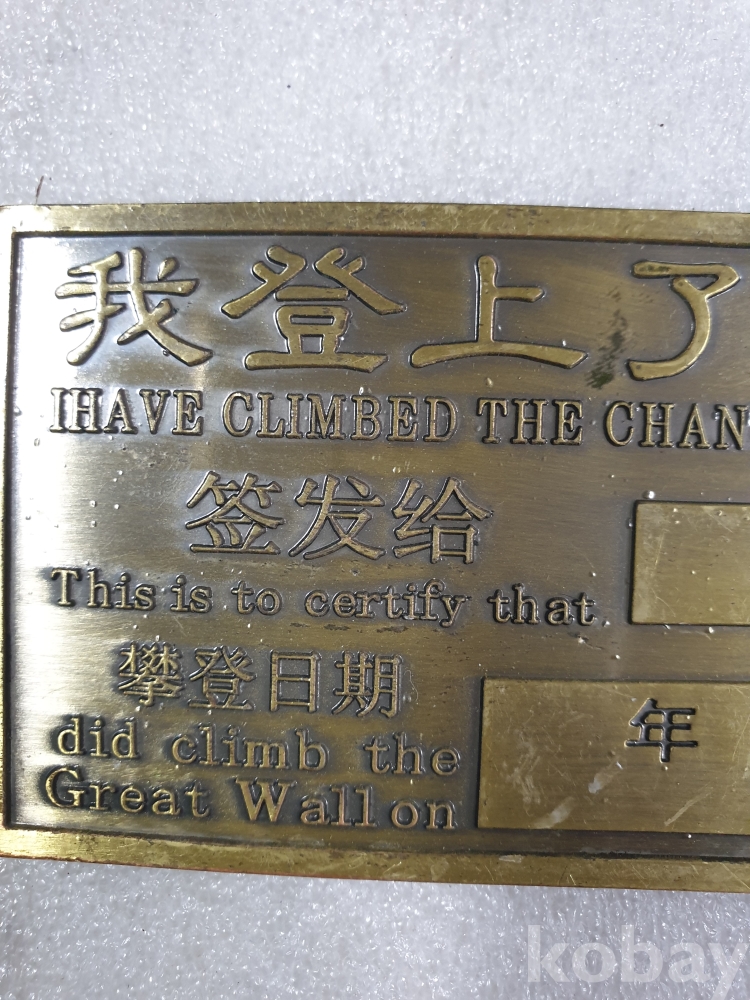 我登上了
IHAVE CLIMBED THE CHAN
签发给
This is to certify that
攀登日期
did climb the
Great Wall on
年
kobay